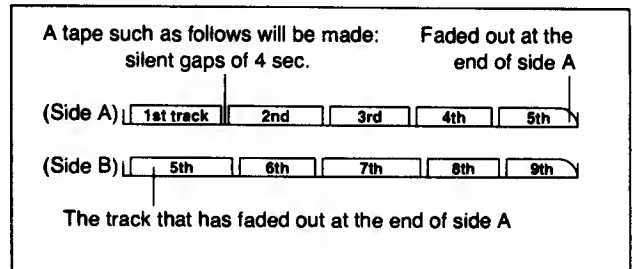 A tape such as follows will be made:
silent gaps of 4 sec.
Faded out at the
end of side A
(Side A) 1st track 2nd 3rd 4th 5th
(Side B) 5th 6th 7th 8th 9th
The track that has faded out at the end of side A